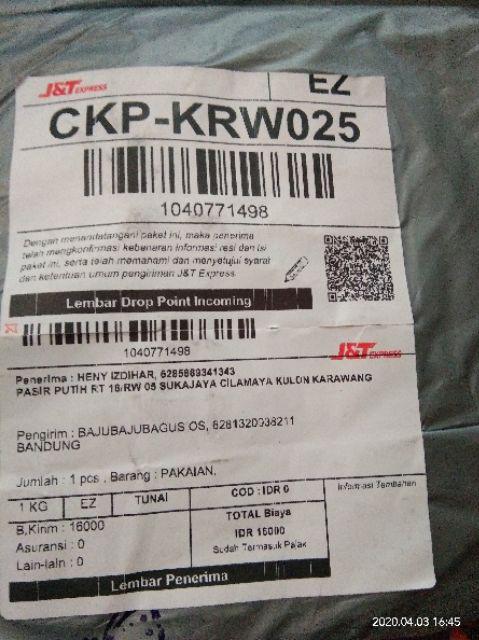 J&T EXPRESS
EZ
CKP-KRW025
1040771498
Dengan menandatangani paket ini, maka penerima
telah mengkonfirmasi kebenaran informasi resi dan isi
paket ini, serta telah memahami dan menyetujui syarat
dan ketentuan umum pengiriman J&T Express.
Lembar Drop Point Incoming
1040771498
J&T EXPRESS
Penerima : HENY IZDIHAR, 6285669341343
PASIR PUTIH RT 16/RW 05 SUKAJAYA CILAMAYA KULON KARAWANG
Pengirim : BAJUBAJUBAGUS OS, 6281320938211
BANDUNG
Jumlah : 1 pcs , Barang : PAKAIAN.
Informasi Tambahan
1 KG EZ TUNAI COD : IDR 0
B.Kirim : 16000
TOTAL Biaya
IDR 16000
Asuransi : 0
Sudah Termasuk Pajak
Lain-lain : 0
Lembar Penerima
2020.04.03 16:45